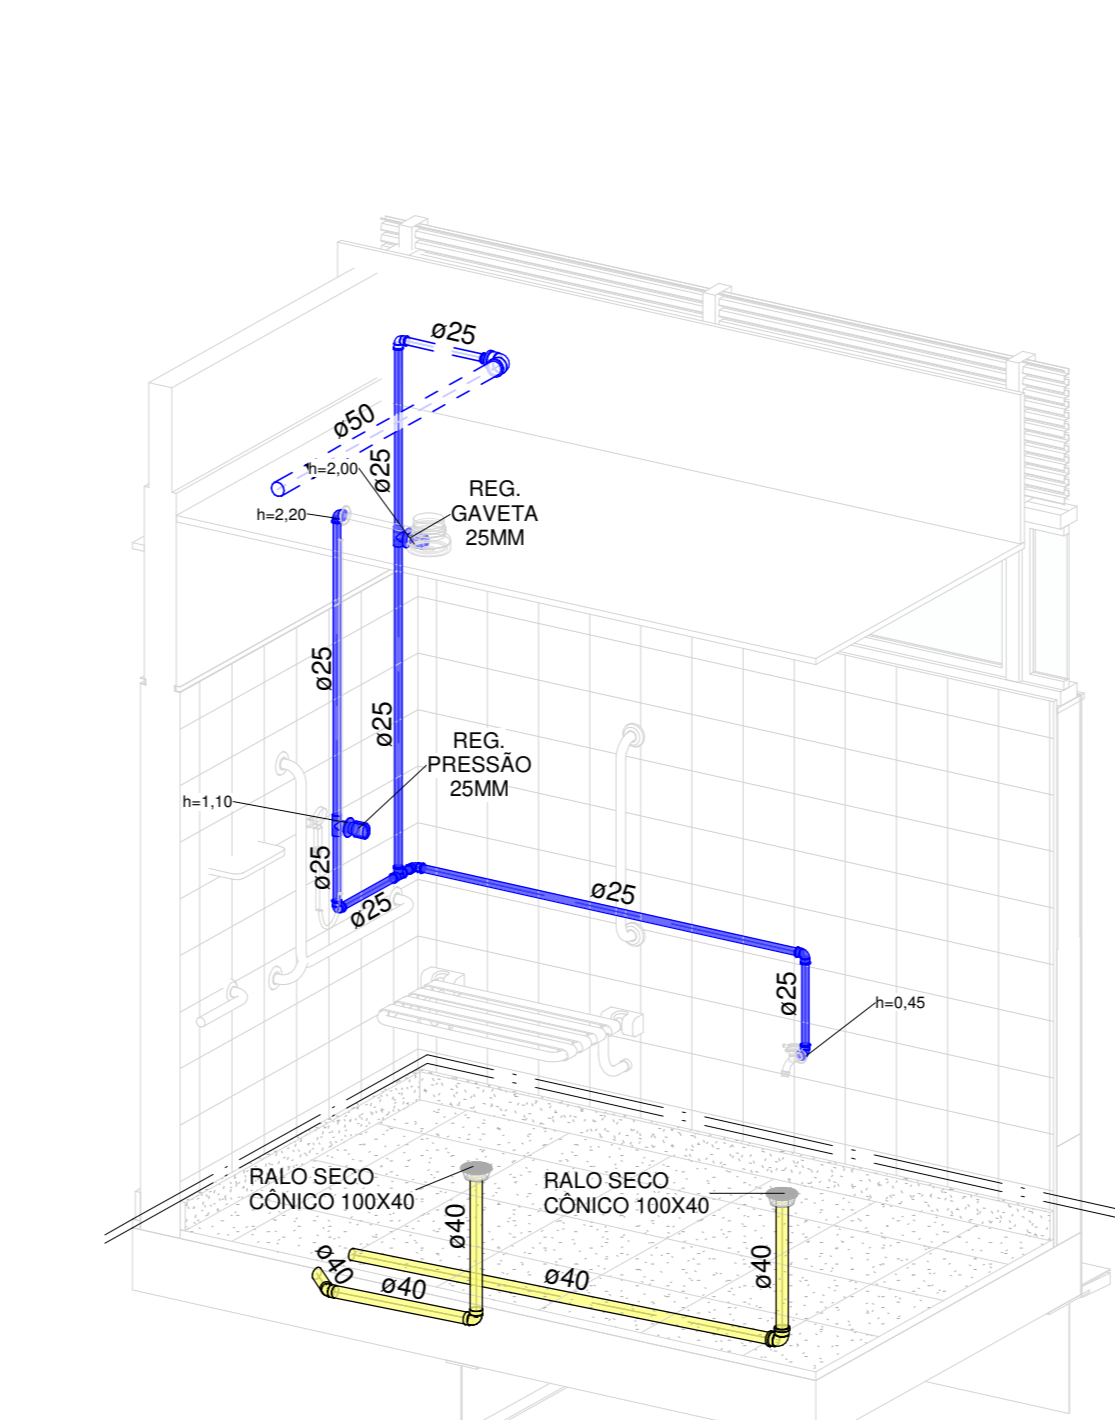 ø25
ø50
h=2,00
ø25
REG.
GAVETA
25MM
h=2,20
ø25
ø25
REG.
PRESSÃO
25MM
h=1,10
ø25
ø25
ø25
ø25
h=0,45
RALO SECO
CÔNICO 100X40
RALO SECO
CÔNICO 100X40
ø40
ø40
ø40
ø40
ø40